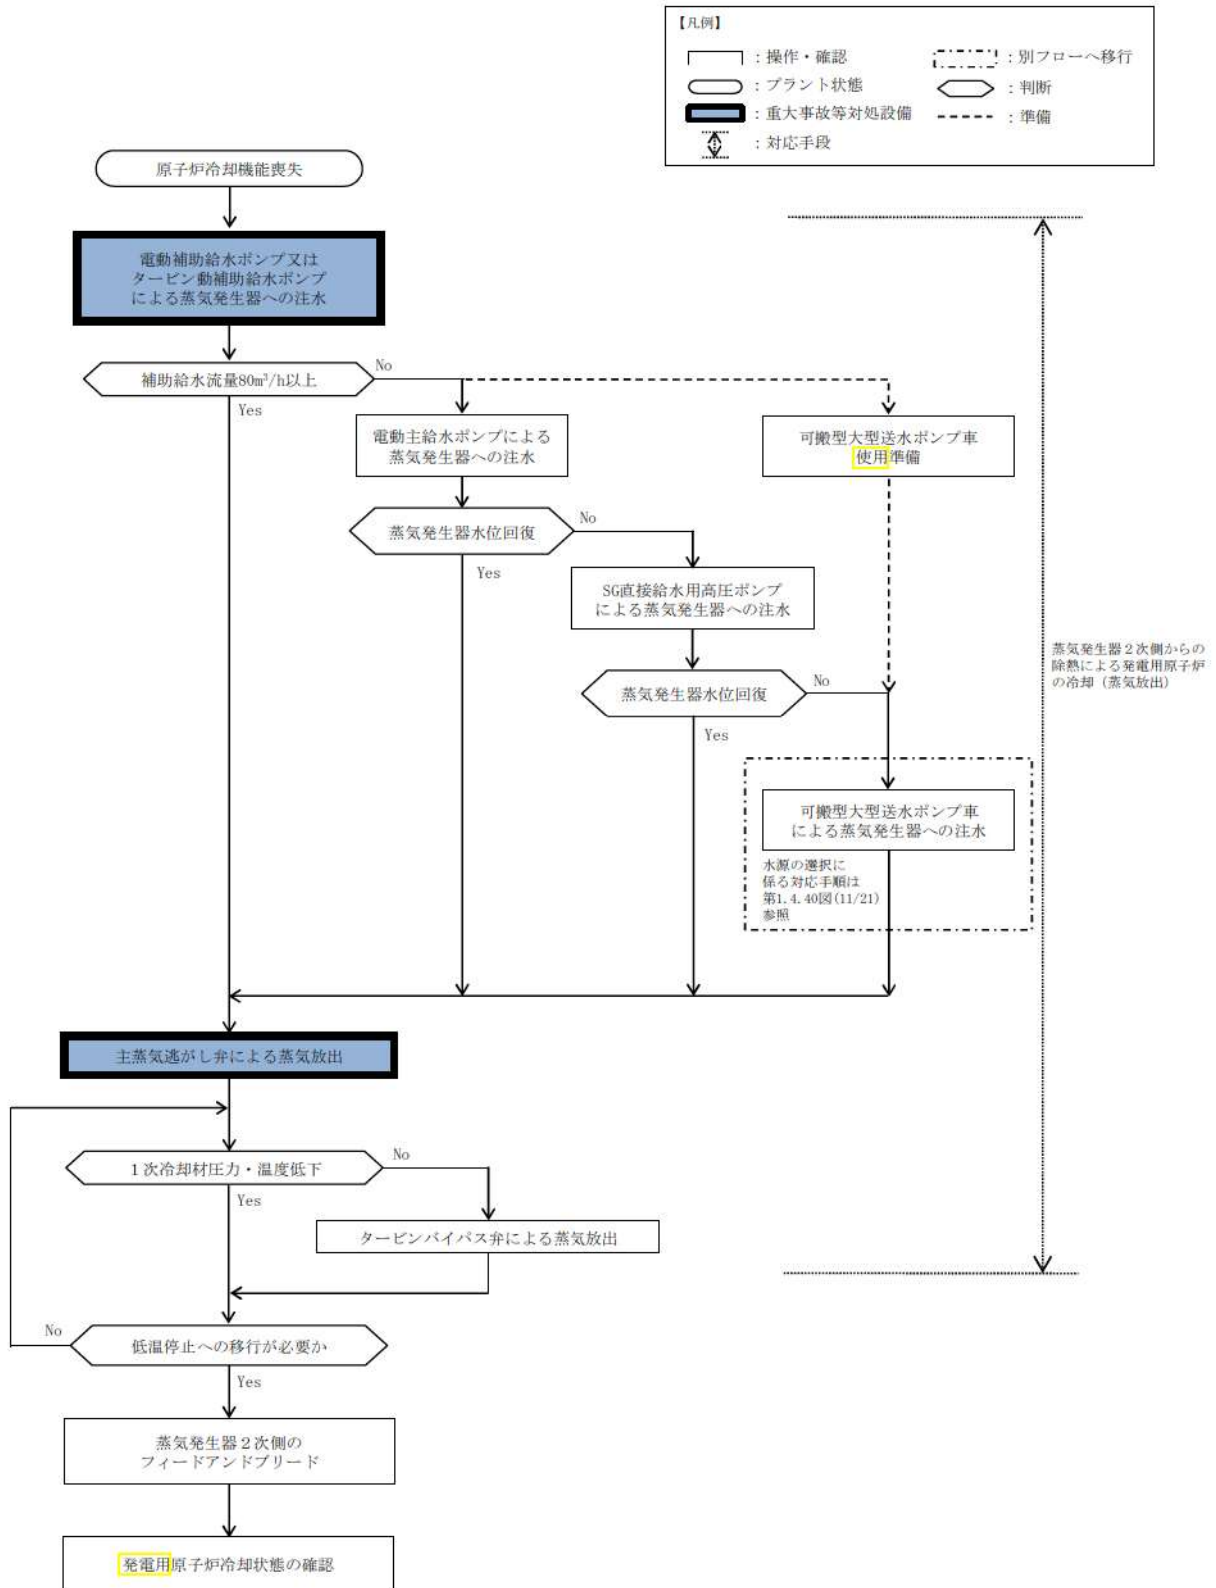 【凡例】
：操作・確認
：別フローへ移行
：プラント状態
：判断
：重大事故等対処設備
：準備
：対応手段
原子炉冷却機能喪失
電動補助給水ポンプ又は
タービン動補助給水ポンプ
による蒸気発生器への注水
補助給水流量80m³/h以上
No
Yes
電動主給水ポンプによる
蒸気発生器への注水
可搬型大型送水ポンプ車
使用準備
蒸気発生器水位回復
No
Yes
SG直接給水用高圧ポンプ
による蒸気発生器への注水
蒸気発生器２次側からの
除熱による発電用原子炉
の冷却（蒸気放出）
蒸気発生器水位回復
No
Yes
可搬型大型送水ポンプ車
による蒸気発生器への注水
水源の選択に
係る対応手順は
第1.4.40図(11/21)
参照
主蒸気逃がし弁による蒸気放出
１次冷却材圧力・温度低下
No
Yes
タービンバイパス弁による蒸気放出
低温停止への移行が必要か
No
Yes
蒸気発生器２次側の
フィードアンドブリード
発電用原子炉冷却状態の確認